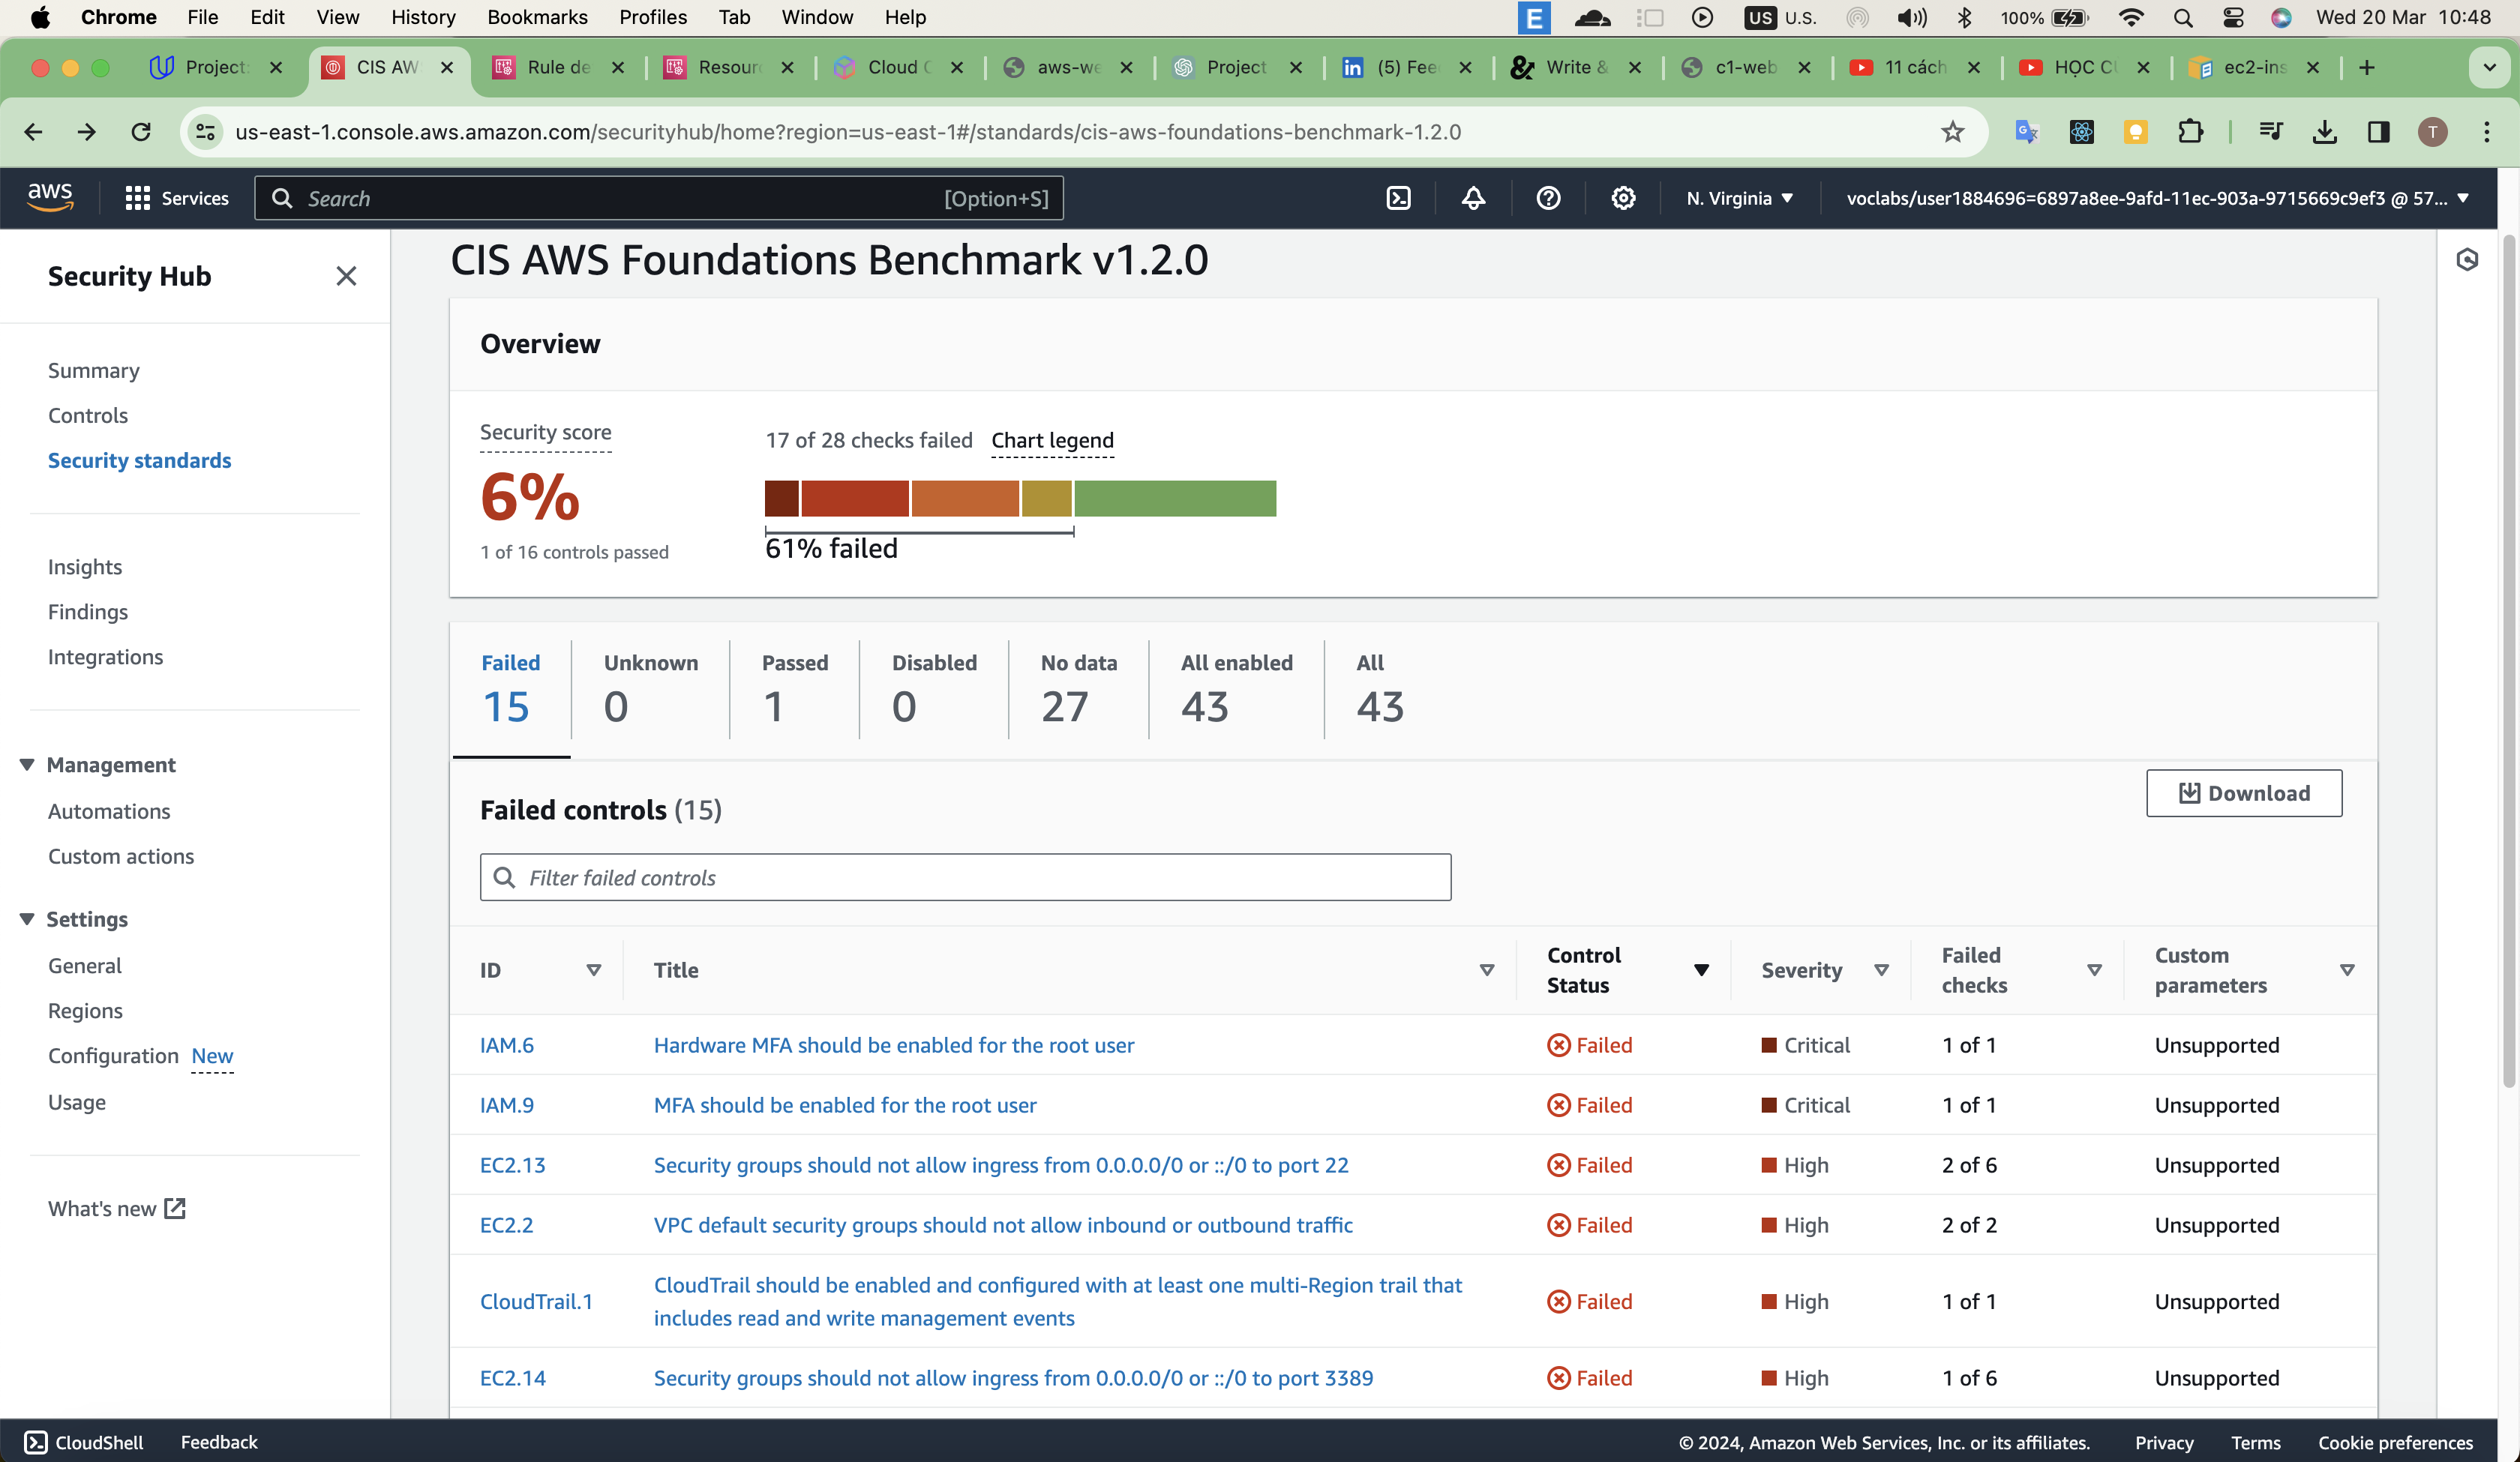 Chrome File Edit View History Bookmarks Profiles Tab Window Help
E US U.S. 100% Wed 20 Mar 10:48
Project: CIS AW Rule de Resour Cloud C aws-we Project in (5) Fee Write & c1-web 11 cách HỌC CỤ ec2-ins
us-east-1.console.aws.amazon.com/securityhub/home?region=us-east-1#/standards/cis-aws-foundations-benchmark-1.2.0
T
aws Services Search [Option+S] N. Virginia voclabs/user1884696=6897a8ee-9afd-11ec-903a-9715669c9ef3 @ 57...
Security Hub
Summary
Controls
Security standards
Insights
Findings
Integrations
Management
Automations
Custom actions
Settings
General
Regions
Configuration New
Usage
What's new
CIS AWS Foundations Benchmark v1.2.0
Overview
Security score
6%
1 of 16 controls passed
17 of 28 checks failed Chart legend
61% failed
Failed Unknown Passed Disabled No data All enabled All
15 0 1 0 27 43 43
Failed controls (15)
Download
Filter failed controls
ID Title Control Status Severity Failed checks Custom parameters
IAM.6 Hardware MFA should be enabled for the root user Failed Critical 1 of 1 Unsupported
IAM.9 MFA should be enabled for the root user Failed Critical 1 of 1 Unsupported
EC2.13 Security groups should not allow ingress from 0.0.0.0/0 or ::/0 to port 22 Failed High 2 of 6 Unsupported
EC2.2 VPC default security groups should not allow inbound or outbound traffic Failed High 2 of 2 Unsupported
CloudTrail.1 CloudTrail should be enabled and configured with at least one multi-Region trail that includes read and write management events Failed High 1 of 1 Unsupported
EC2.14 Security groups should not allow ingress from 0.0.0.0/0 or ::/0 to port 3389 Failed High 1 of 6 Unsupported
CloudShell Feedback © 2024, Amazon Web Services, Inc. or its affiliates. Privacy Terms Cookie preferences